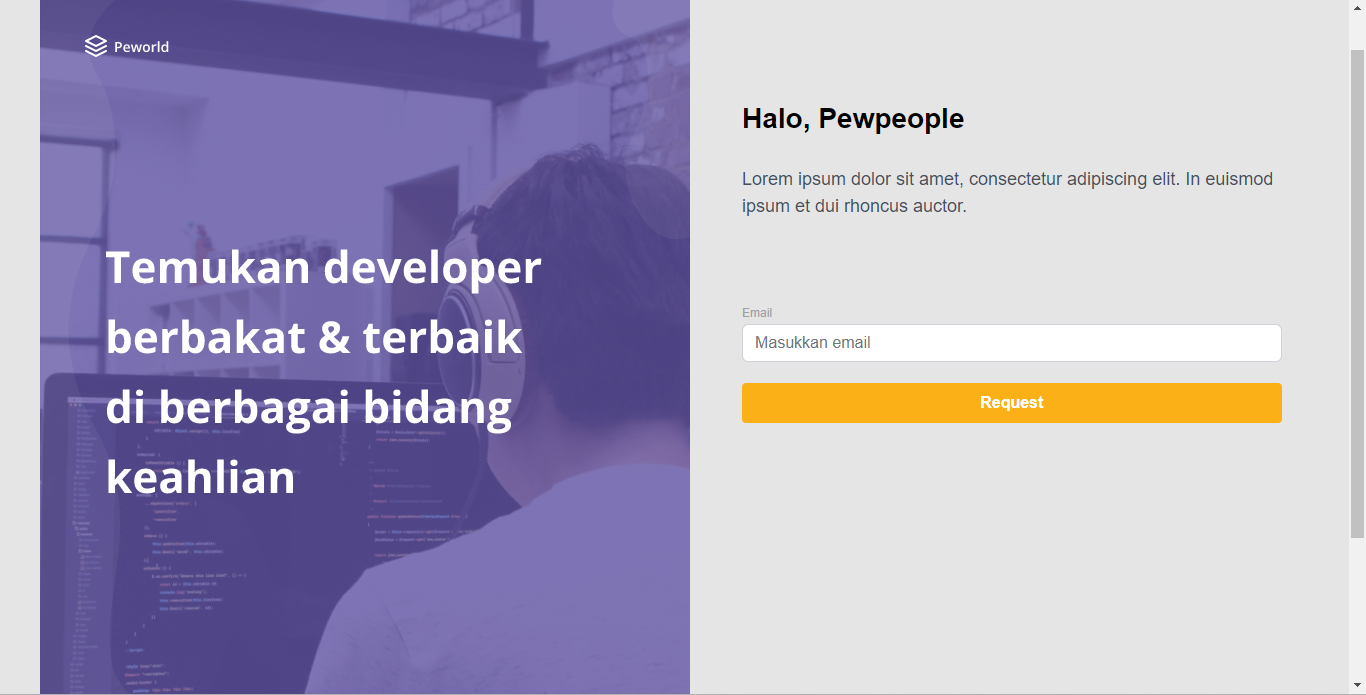 Peworld
Temukan developer
berbakat & terbaik
di berbagai bidang
keahlian
Halo, Pewpeople
Lorem ipsum dolor sit amet, consectetur adipiscing elit. In euismod
ipsum et dui rhoncus auctor.
Email
Masukkan email
Request